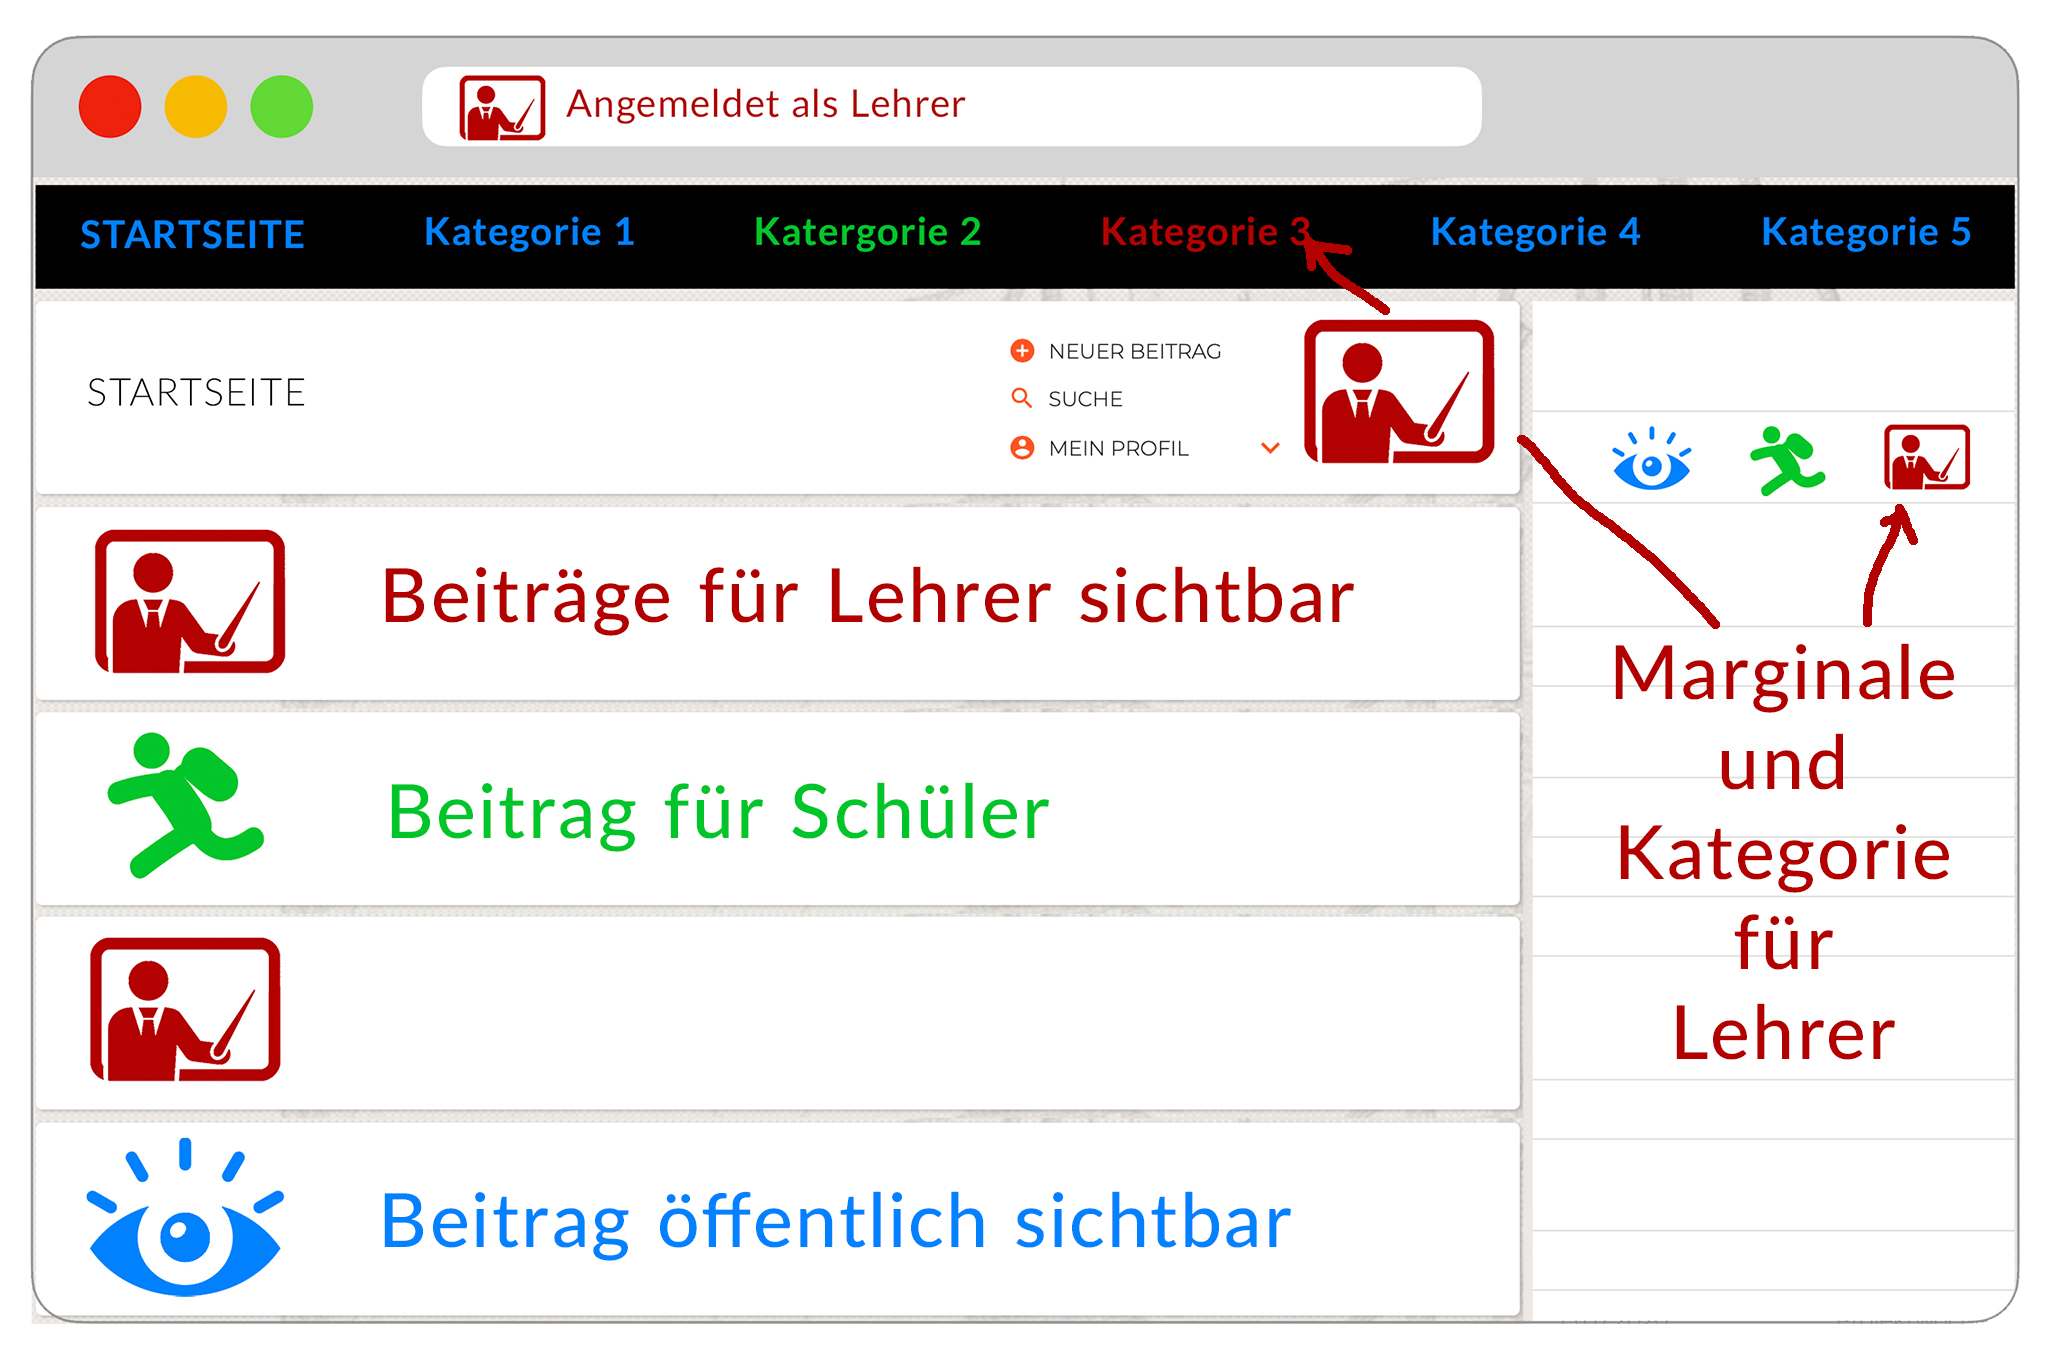 Angemeldet als Lehrer
STARTSEITE Kategorie 1 Katergorie 2 Kategorie 3 Kategorie 4 Kategorie 5
STARTSEITE
NEUER BEITRAG
SUCHE
MEIN PROFIL
Beiträge für Lehrer sichtbar
Beitrag für Schüler
Beitrag öffentlich sichtbar
Marginale
und
Kategorie
für
Lehrer